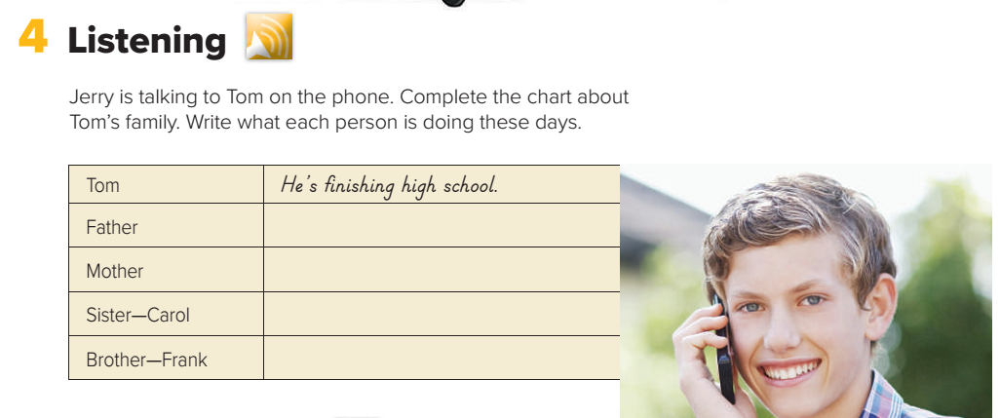 4 Listening
Jerry is talking to Tom on the phone. Complete the chart about
Tom’s family. Write what each person is doing these days.
Tom He’s finishing high school.
Father
Mother
Sister—Carol
Brother—Frank